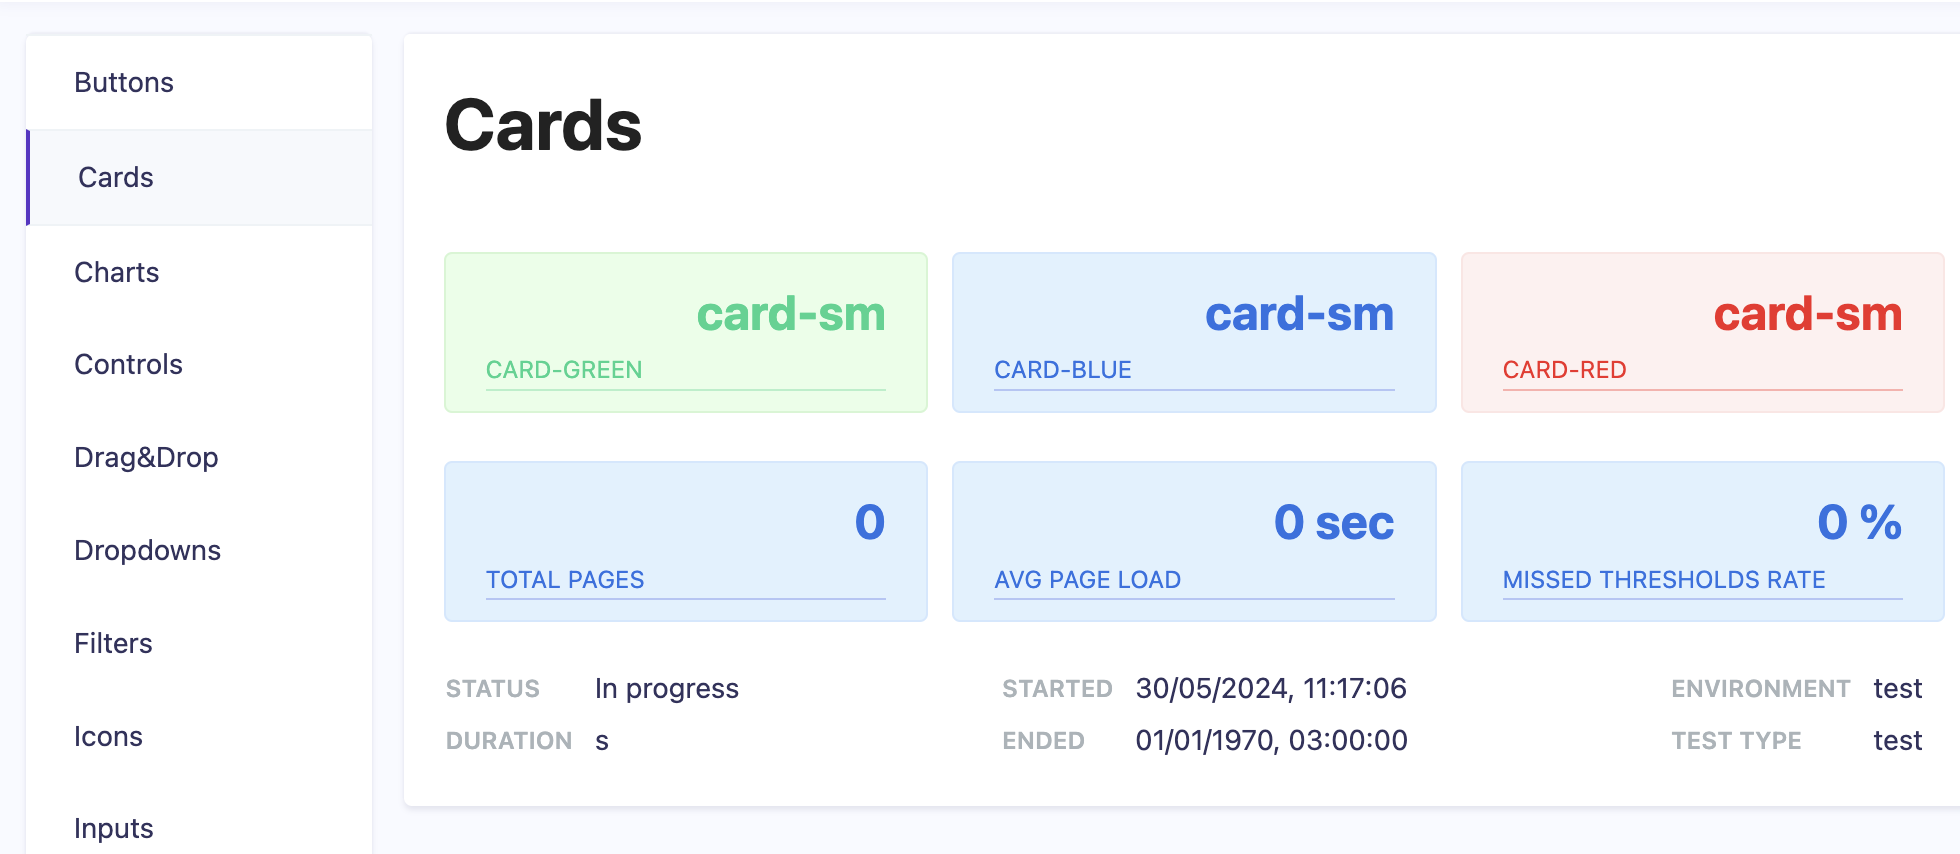 Buttons
Cards
Charts
Controls
Drag&Drop
Dropdowns
Filters
Icons
Inputs
Cards
card-sm
CARD-GREEN
card-sm
CARD-BLUE
card-sm
CARD-RED
0
TOTAL PAGES
0 sec
AVG PAGE LOAD
0 %
MISSED THRESHOLDS RATE
STATUS In progress
DURATION s
STARTED 30/05/2024, 11:17:06
ENDED 01/01/1970, 03:00:00
ENVIRONMENT test
TEST TYPE test